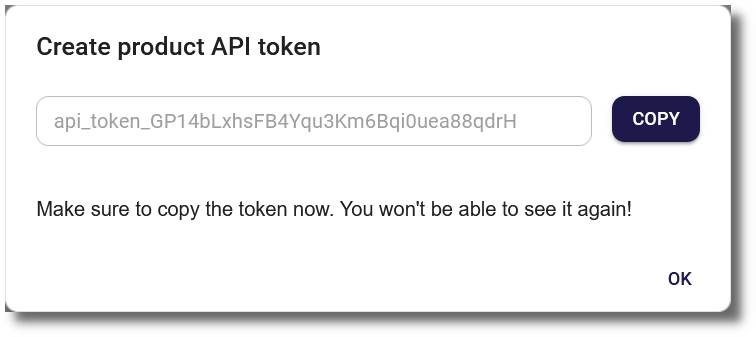 Create product API token
api_token_GP14bLxhsFB4Yqu3Km6Bqi0uea88qdrH
COPY
Make sure to copy the token now. You won't be able to see it again!
OK